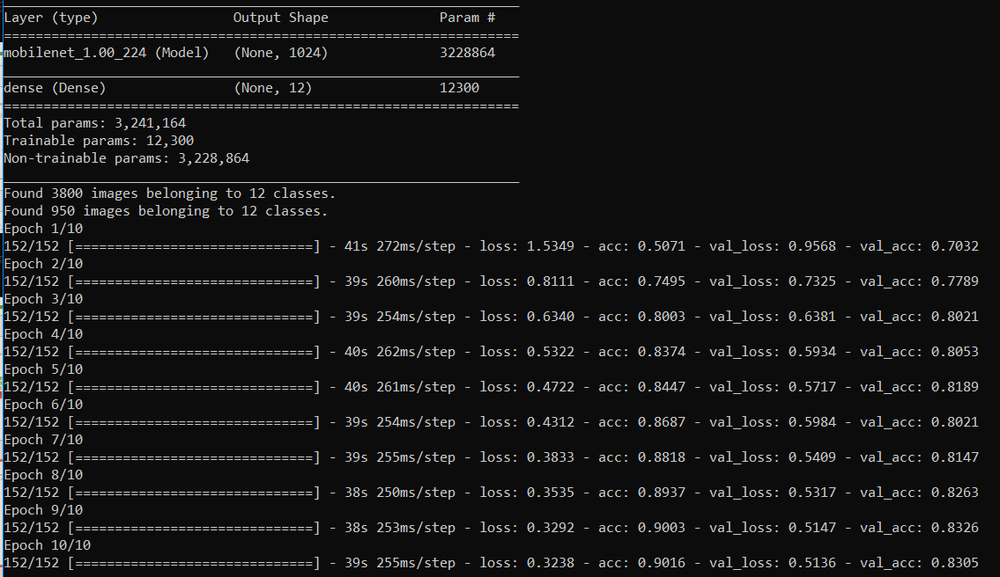 _________________________________________________________________
Layer (type)                 Output Shape              Param #
=================================================================
mobilenet_1.00_224 (Model)   (None, 1024)              3228864
_________________________________________________________________
dense (Dense)                (None, 12)                12300
=================================================================
Total params: 3,241,164
Trainable params: 12,300
Non-trainable params: 3,228,864
_________________________________________________________________
Found 3800 images belonging to 12 classes.
Found 950 images belonging to 12 classes.
Epoch 1/10
152/152 [==============================] - 41s 272ms/step - loss: 1.5349 - acc: 0.5071 - val_loss: 0.9568 - val_acc: 0.7032
Epoch 2/10
152/152 [==============================] - 39s 260ms/step - loss: 0.8111 - acc: 0.7495 - val_loss: 0.7325 - val_acc: 0.7789
Epoch 3/10
152/152 [==============================] - 39s 254ms/step - loss: 0.6340 - acc: 0.8003 - val_loss: 0.6381 - val_acc: 0.8021
Epoch 4/10
152/152 [==============================] - 40s 262ms/step - loss: 0.5322 - acc: 0.8374 - val_loss: 0.5934 - val_acc: 0.8053
Epoch 5/10
152/152 [==============================] - 40s 261ms/step - loss: 0.4722 - acc: 0.8447 - val_loss: 0.5717 - val_acc: 0.8189
Epoch 6/10
152/152 [==============================] - 39s 254ms/step - loss: 0.4312 - acc: 0.8687 - val_loss: 0.5984 - val_acc: 0.8021
Epoch 7/10
152/152 [==============================] - 39s 255ms/step - loss: 0.3833 - acc: 0.8818 - val_loss: 0.5409 - val_acc: 0.8147
Epoch 8/10
152/152 [==============================] - 38s 250ms/step - loss: 0.3535 - acc: 0.8937 - val_loss: 0.5317 - val_acc: 0.8263
Epoch 9/10
152/152 [==============================] - 38s 253ms/step - loss: 0.3292 - acc: 0.9003 - val_loss: 0.5147 - val_acc: 0.8326
Epoch 10/10
152/152 [==============================] - 39s 255ms/step - loss: 0.3238 - acc: 0.9016 - val_loss: 0.5136 - val_acc: 0.8305